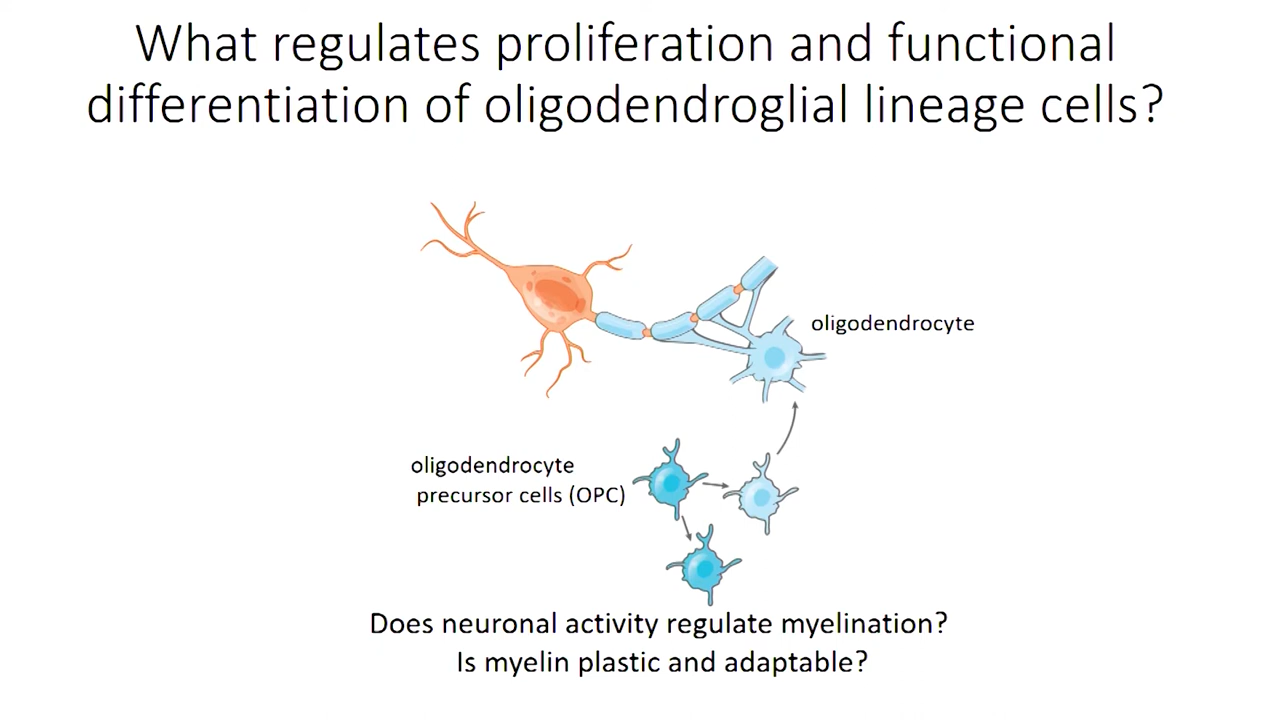 What regulates proliferation and functional
differentiation of oligodendroglial lineage cells?
oligodendrocyte
oligodendrocyte
precursor cells (OPC)
Does neuronal activity regulate myelination?
Is myelin plastic and adaptable?